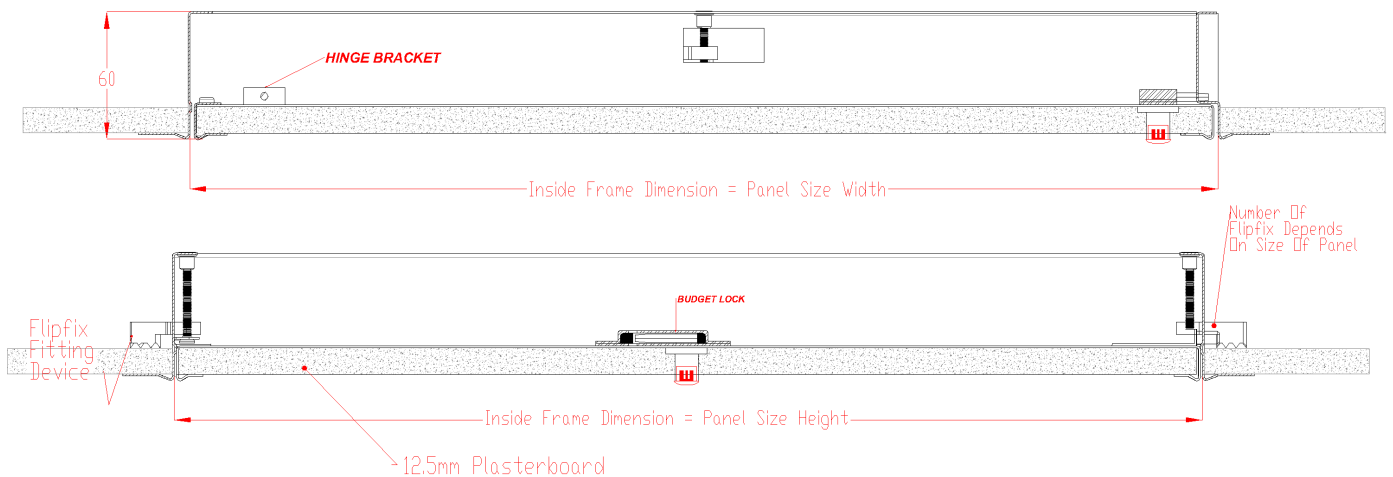 HINGE BRACKET
60
Inside Frame Dimension = Panel Size Width
Number Of
Flipfix Depends
On Size Of Panel
BUDGET LOCK
Flipfix
Fitting
Device
Inside Frame Dimension = Panel Size Height
12.5mm Plasterboard